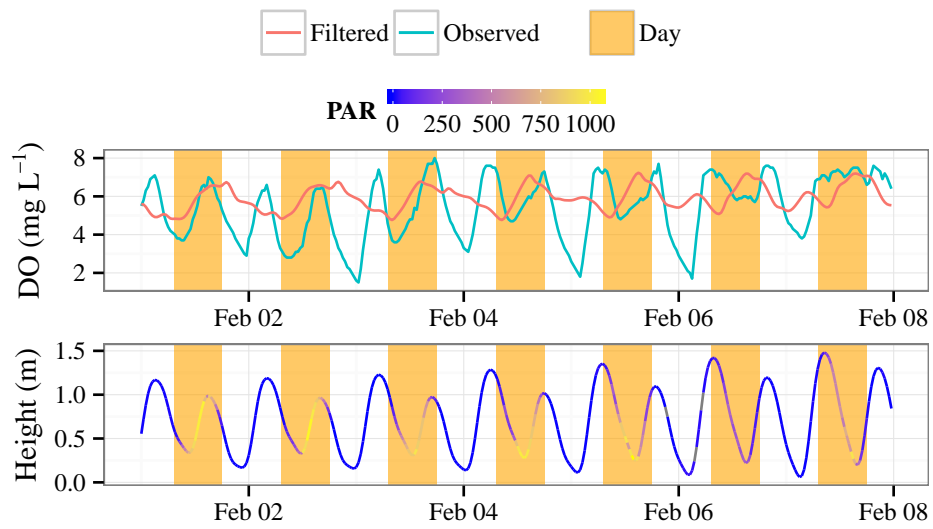 Filtered Observed Day
PAR
0 250 500 750 1000
DO (mg L⁻¹)
8
6
4
2
Feb 02 Feb 04 Feb 06 Feb 08
Height (m)
1.5
1.0
0.5
0.0
Feb 02 Feb 04 Feb 06 Feb 08